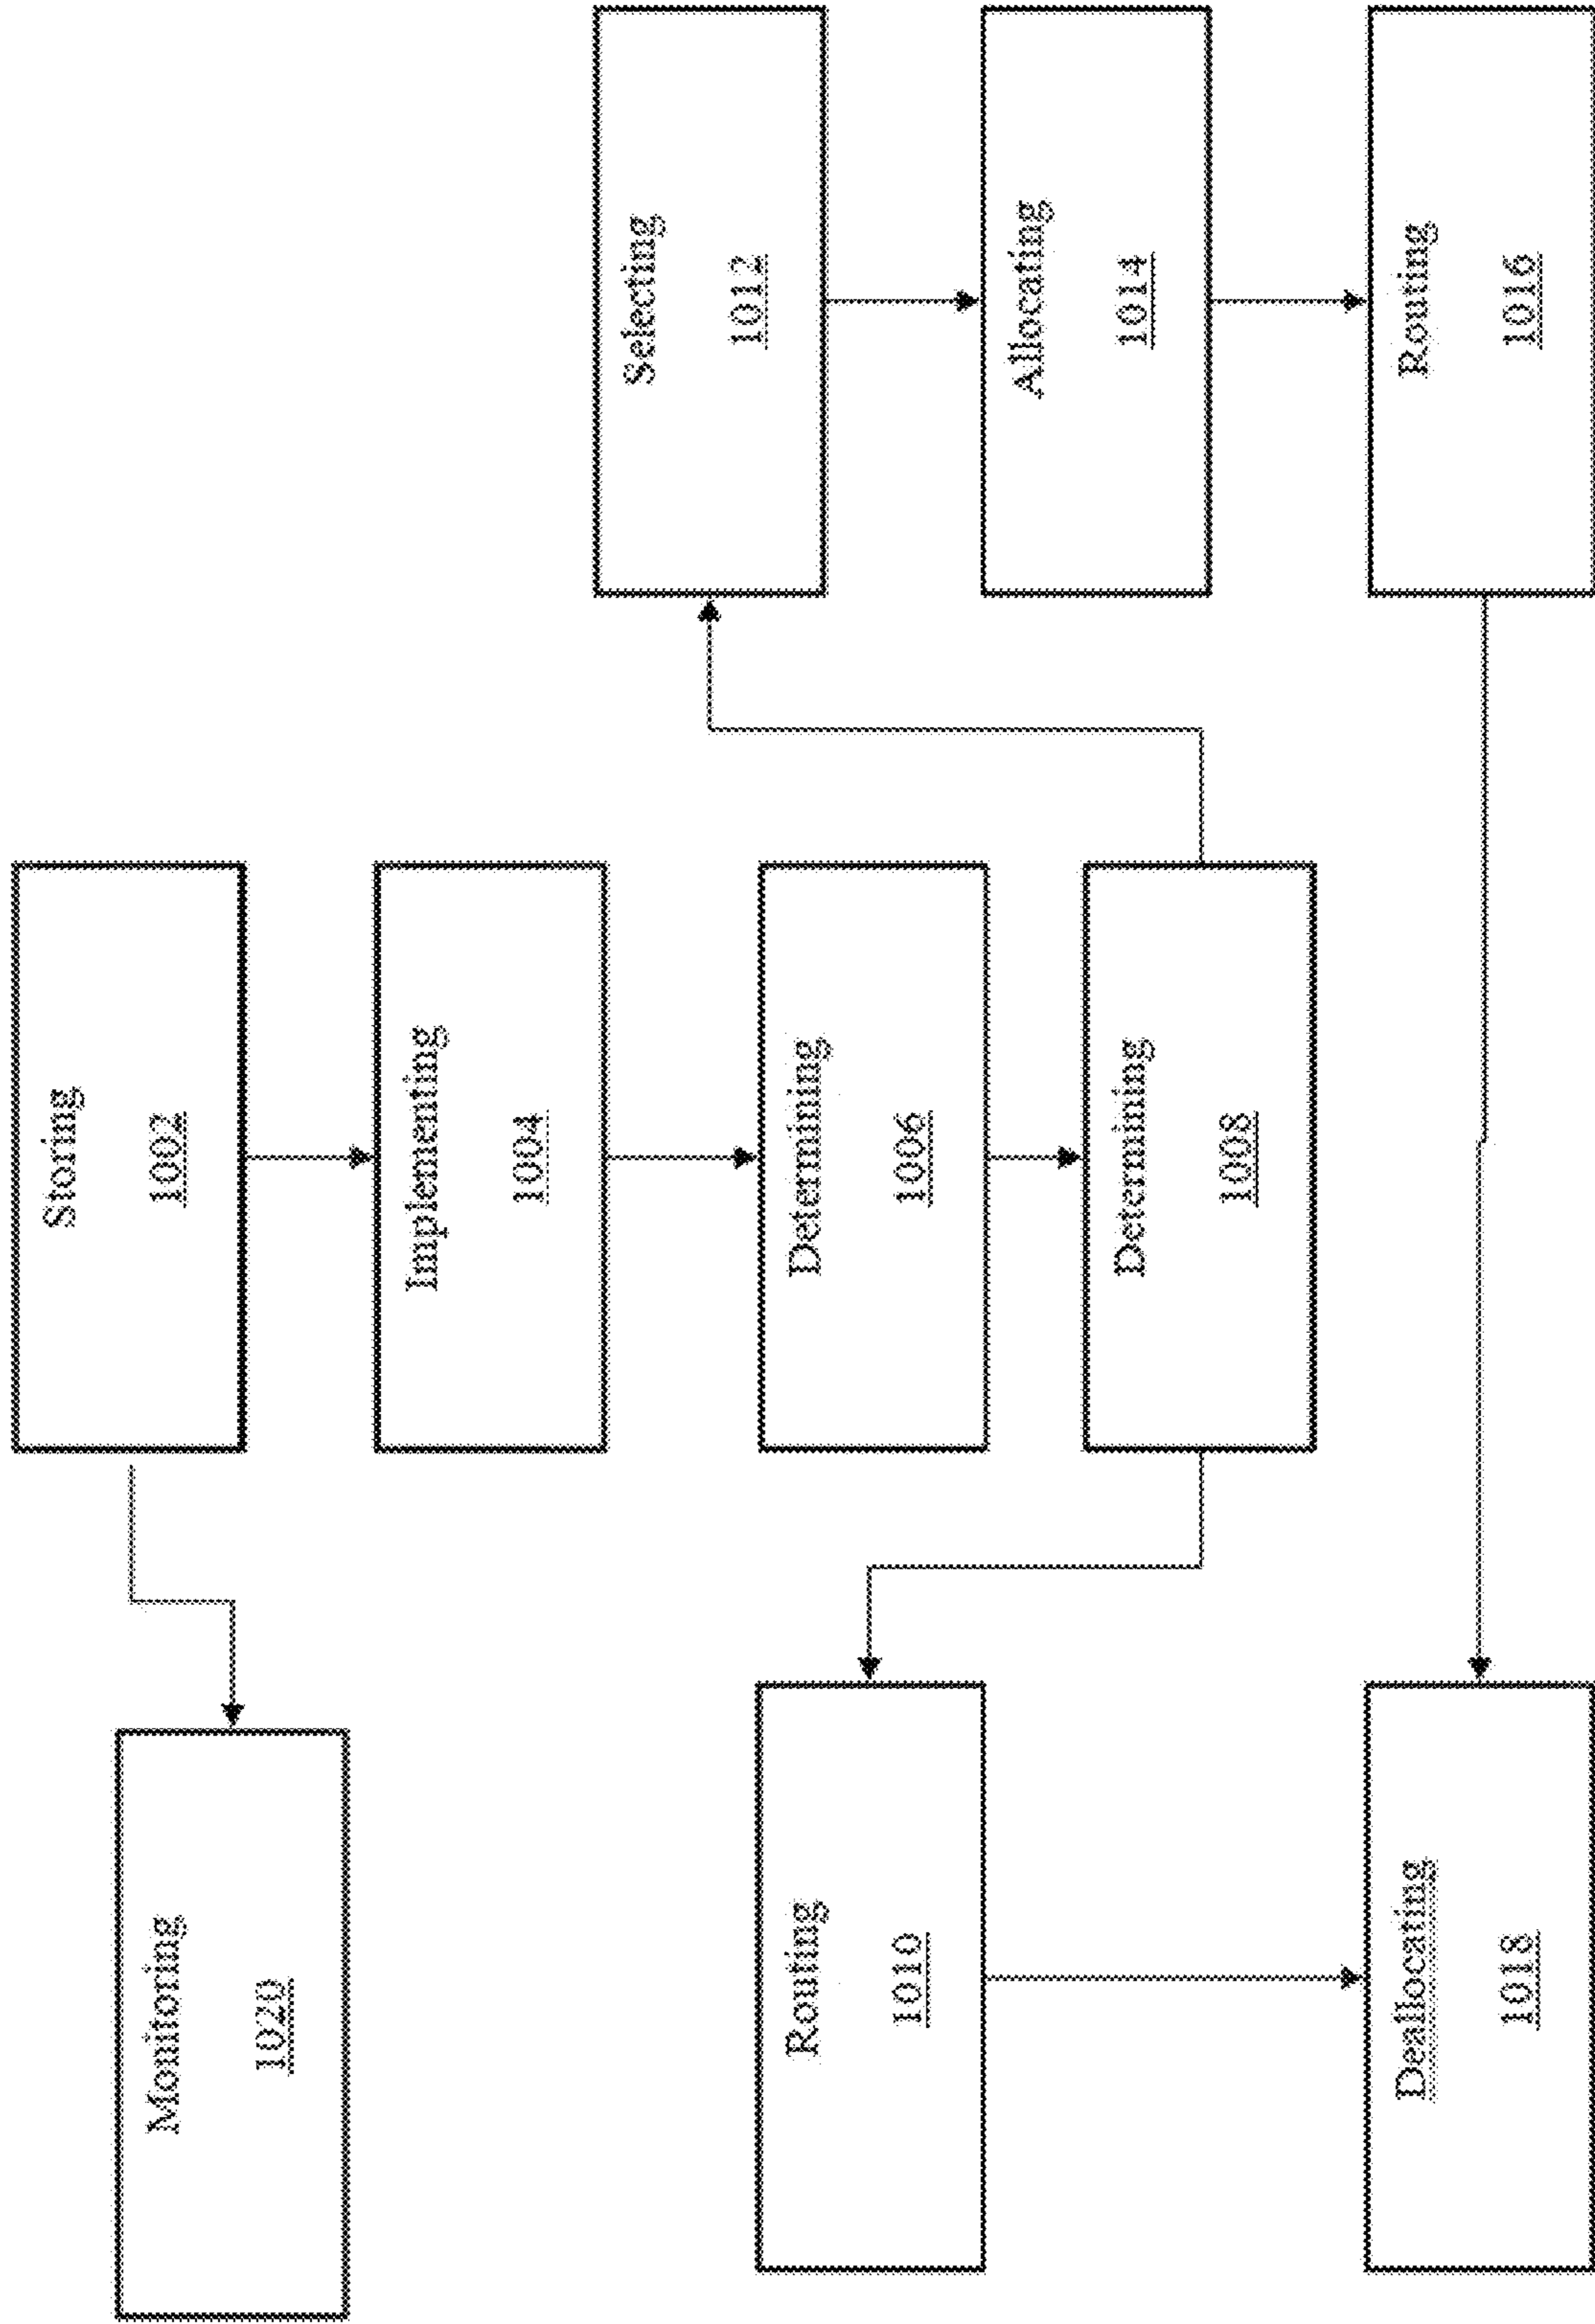 Storing
1002
Implementing
1004
Determining
1006
Determining
1008
Monitoring
1020
Routing
1010
Deallocating
1018
Selecting
1012
Allocating
1014
Routing
1016